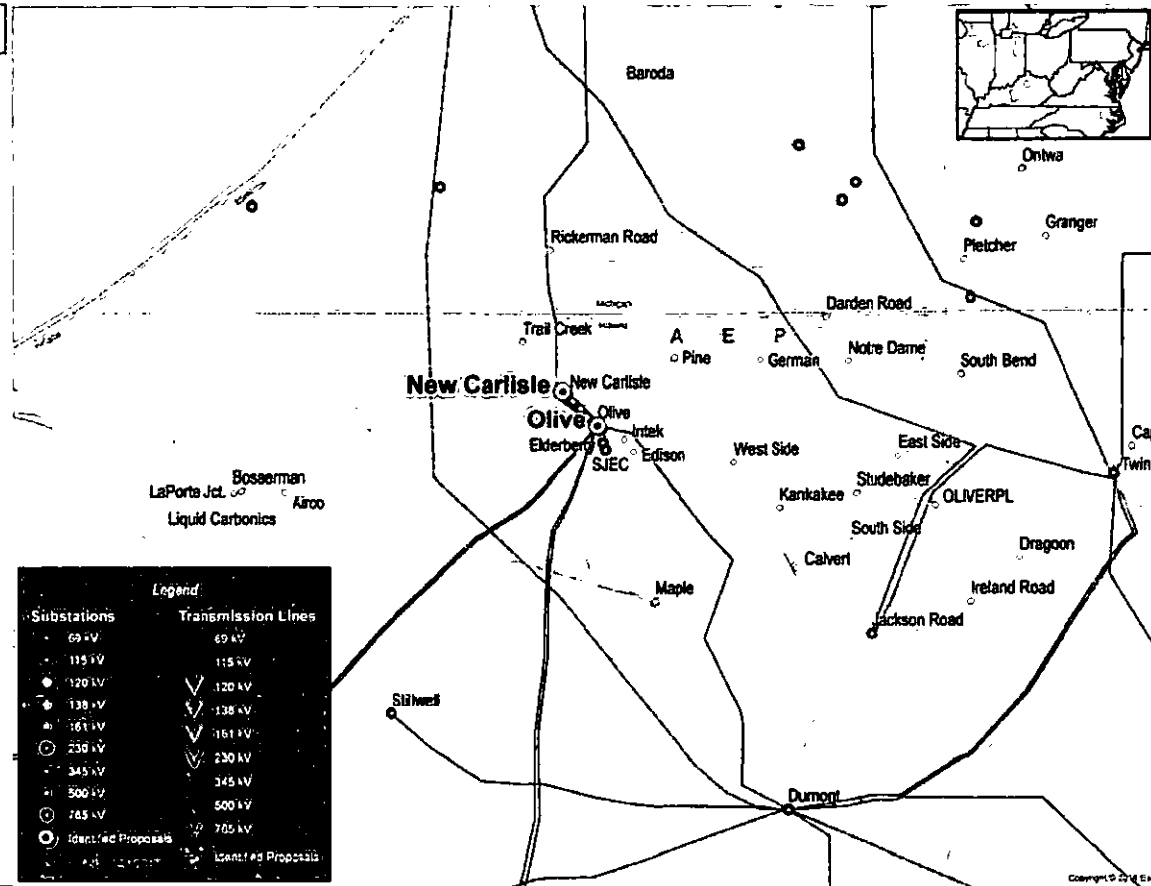 Baroda
Ontwa
Granger
Pletcher
Rickerman Road
Michigan
Darden Road
Trail Creek
A E P
Pine
German
Notre Dame
South Bend
New Carlisle
New Carlisle
Olive
Olive
Intek
Elderberg
Edison
SJEC
West Side
East Side
Twin
LaPorte Jct.
Bosserman
Airco
Liquid Carbonics
Kankakee
Studebaker
OLIVERPL
South Side
Calvert
Dragoon
Maple
Ireland Road
Jackson Road
Stillwell
Dumont
Legend
Substations
Transmission Lines
69 kV
69 kV
115 kV
115 kV
120 kV
120 kV
138 kV
138 kV
161 kV
161 kV
230 kV
230 kV
345 kV
345 kV
500 kV
500 kV
765 kV
765 kV
Identified Proposals
Identified Proposals